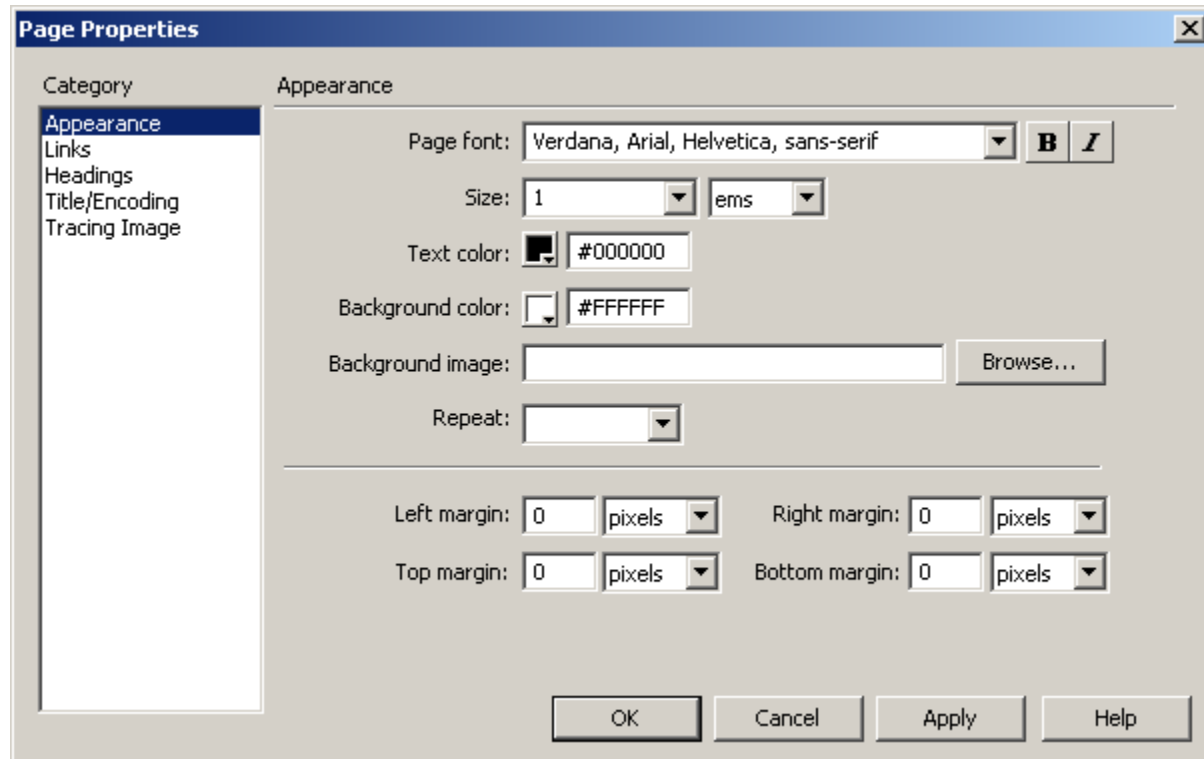 Page Properties
Category
Appearance
Links
Headings
Title/Encoding
Tracing Image
Appearance
Page font: Verdana, Arial, Helvetica, sans-serif B I
Size: 1 ems
Text color: #000000
Background color: #FFFFFF
Background image: Browse...
Repeat:
Left margin: 0 pixels Right margin: 0 pixels
Top margin: 0 pixels Bottom margin: 0 pixels
OK Cancel Apply Help